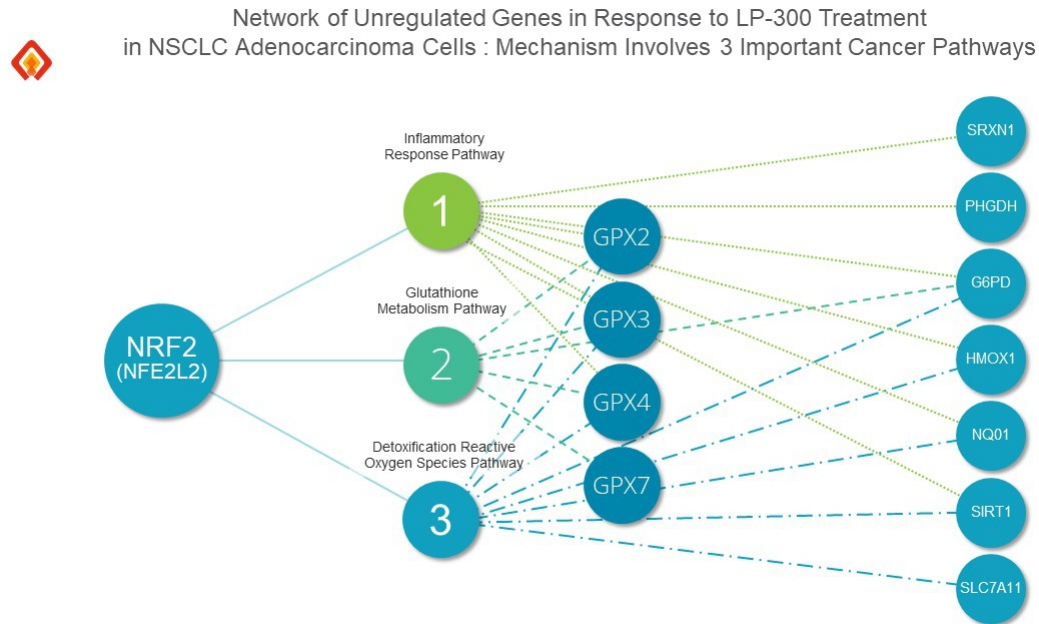 Network of Unregulated Genes in Response to LP-300 Treatment
in NSCLC Adenocarcinoma Cells : Mechanism Involves 3 Important Cancer Pathways
Inflammatory
Response Pathway
1
Glutathione
Metabolism Pathway
2
Detoxification Reactive
Oxygen Species Pathway
3
NRF2
(NFE2L2)
GPX2
GPX3
GPX4
GPX7
SRXN1
PHGDH
G6PD
HMOX1
NQ01
SIRT1
SLC7A11